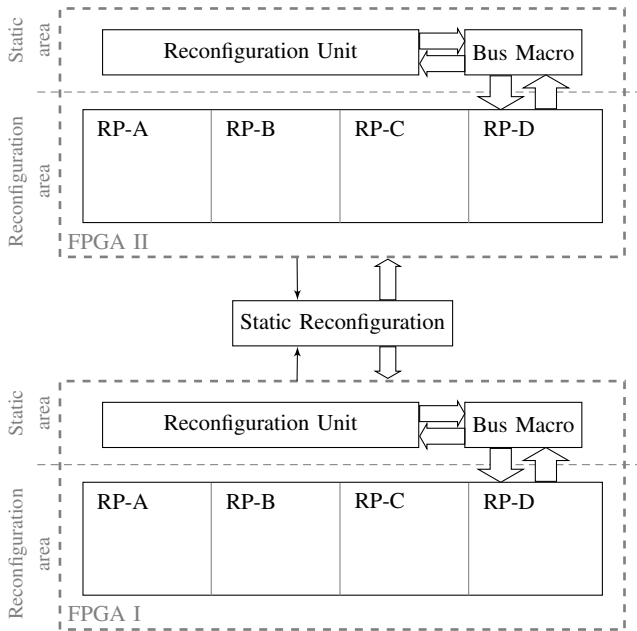 Static
area
Reconfiguration Unit
Bus Macro
Reconfiguration
area
RP-A
RP-B
RP-C
RP-D
FPGA II
Static Reconfiguration
Static
area
Reconfiguration Unit
Bus Macro
Reconfiguration
area
RP-A
RP-B
RP-C
RP-D
FPGA I